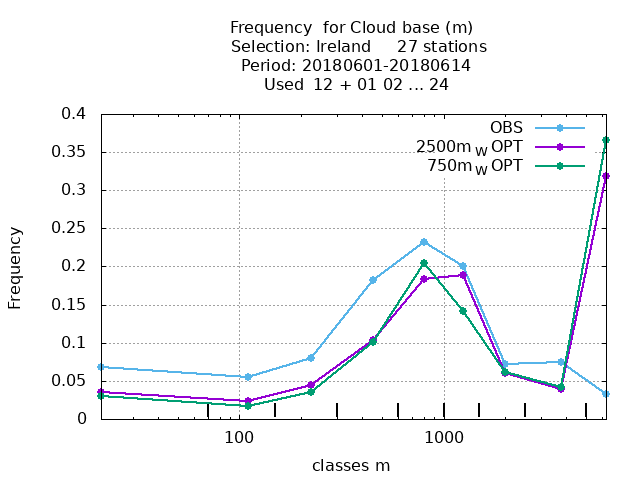 Frequency  for Cloud base (m)
Selection: Ireland     27 stations
Period: 20180601-20180614
Used  12 + 01 02 ... 24
OBS
2500m W OPT
750m W OPT
0.4
0.35
0.3
0.25
0.2
0.15
0.1
0.05
0
Frequency
100
1000
classes m